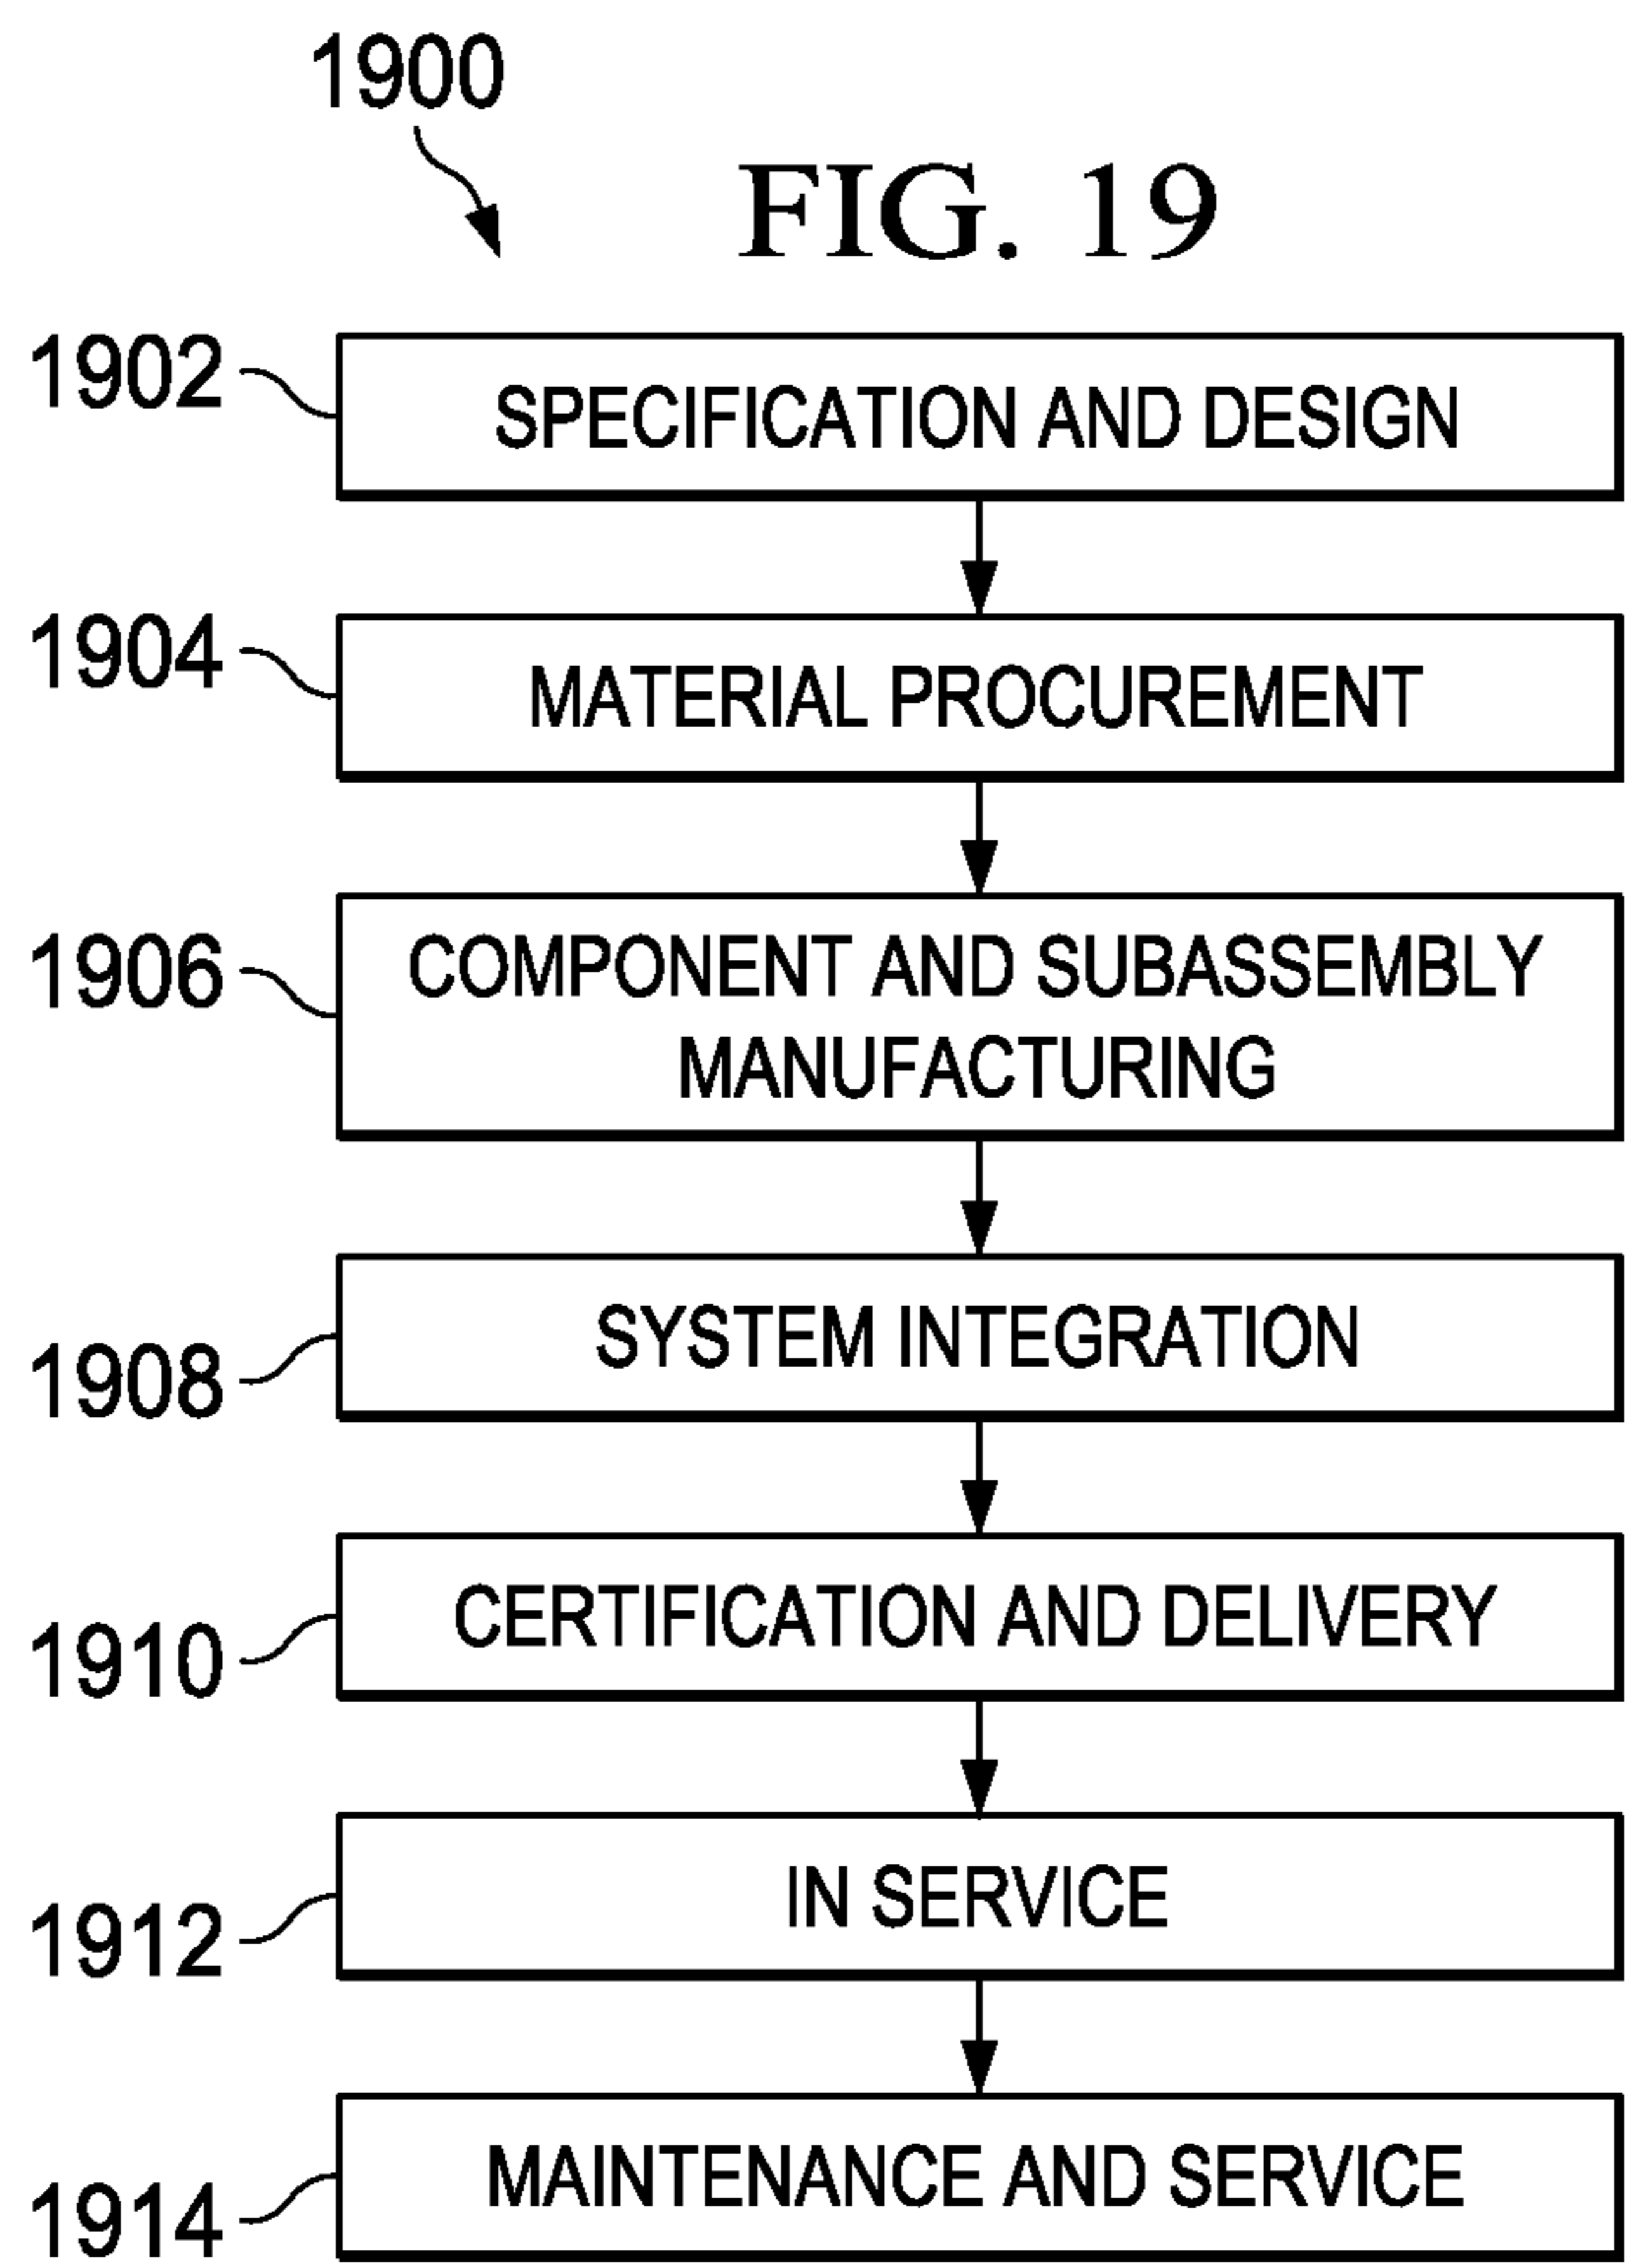 1900
FIG. 19
1902
SPECIFICATION AND DESIGN
1904
MATERIAL PROCUREMENT
1906
COMPONENT AND SUBASSEMBLY
MANUFACTURING
1908
SYSTEM INTEGRATION
1910
CERTIFICATION AND DELIVERY
1912
IN SERVICE
1914
MAINTENANCE AND SERVICE